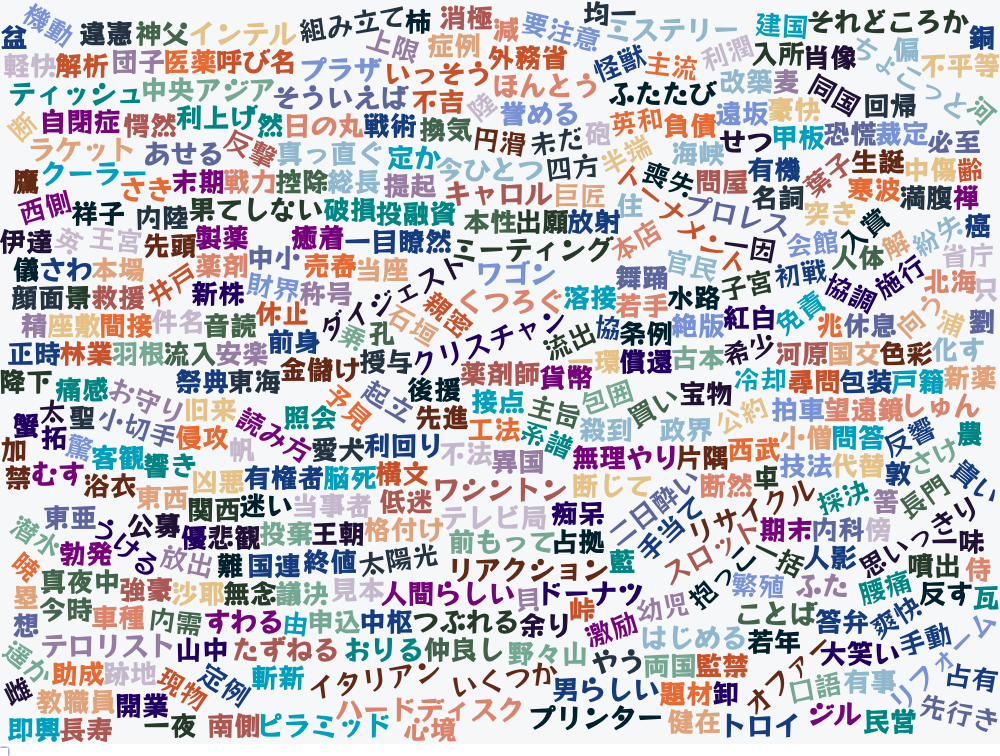 機動 組み立て 柿 消極 減 要注意 均一 ミステリー 建国 それどころか 銅
盆 違憲 神父 インテル 上限 症例 外務省 怪獣 主流 利潤 入所 肖像 ちょこっと 偏 不平等
軽快 解析 団子 医薬 呼び名 プラザ いっそう ほんとう 改築 麦 同国 回帰 河
ティッシュ 中央アジア そういえば 不吉 陸 誉める ふたたび 遠坂 豪快
断 自閉症 愕然 利上げ 然 日の丸 戦術 換気 円滑 未だ 砲 英和 負債 せつ 甲板 恐慌 裁定 必至
ラケット あせる 反撃 真っ直ぐ 定か 今ひとつ 四方 半端 海峡 有機 葉子 生誕 中傷 齢
鷹 クーラー さき 末期 戦力 控除 総長 提起 キャロル 巨匠 イーメメント 喪失 問屋 名詞 寒波 満腹 禅
西側 祥子 内陸 果てしない 破損 投融資 本性 出願 放射 住 プロレス 突き 入賞 紛失 癌
伊達 英 王宮 先頭 製薬 癒着 一目瞭然 ミーティング 本店 一因 会館 人体 解 省庁
儀 さわ 本場 井戸 薬剤 中小 売春 当座 ダイジェスト ワゴン 舞踊 官民 子宮 初戦 協調 施行 北海 只
顔面 景 救援 新株 財界 称号 親密 くつろぐ 溶接 若手 水路 紅白 免責 兆 休息 回う 浦 劉
精 座敷 間接 件名 音読 休止 乗 孔 石垣 クリスチャン 流出 協 条例 絶版 希少
正時 林業 羽根 流入 安楽 前身 金儲け 授与 薬剤師 貨幣 一環 償還 古本 河原 国交 色彩 化す
降下 痛感 お守り 祭典 東海 予見 起立 後援 接点 主旨 包囲 買い 宝物 冷却 尋問 包装 戸籍 新薬
蟹 太 聖 小切手 旧来 読み方 照会 先進 工法 系譜 殺到 政界 公約 拍車 望遠鏡 しゅん
加 拓 驚 客観 響き 侵攻 帆 愛犬 利回り 不法 異国 無理やり 片隅 西武 小僧 問答 反響 農
禁 むす 浴衣 東西 凶悪 有権者 脳死 構文 ワシントン 断じて 断然 卓 技法 代替 敦 さけ 貴い
潜水 東亜 つける 公募 関西 迷い 当事者 低迷 テレビ局 痴呆 二日酔い 手当て リサイクル 採決 答 長門
勃発 優 悲観 投棄 王朝 格付け 前もって 占拠 スロット 期末 内科 傍 思いっきり 一味
時 真夜中 放出 難 国連 終値 太陽光 リアクション 藍 抱っこ 一括 人影 噴出 侍
塁 強豪 沙耶 無念 議決 見本 人間らしい 貝 ドーナツ 幼児 繁殖 ふた 腰痛 反す 瓦
想 今時 車種 内需 すわる 由 申込 中枢 つぶれる 余り 峠 激励 ことば 答弁 爽快
遥か テロリスト 山中 たずねる おりる 仲良し 野々山 はじめる 若年 大笑い 手動 リフォーム
雌 助成 跡地 現物 定例 斬新 イタリアン いくつか やう 両国 監禁 オファー 口語 有事 占有
教職員 開業 男らしい 題材 卸 先行き
即興 長寿 一夜 南側 ピラミッド ハードディスク 心境 プリンター 健在 トロイ ジル 民営